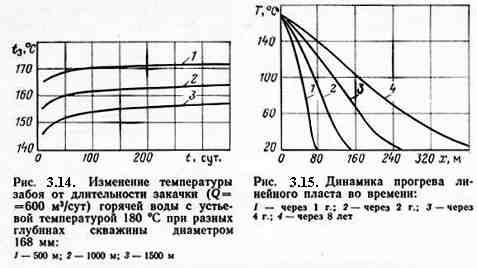 t₃,°C
170
160
150
140
100
200
t, сут.
1
2
3
T,°C
140
100
60
20
0
80
160
240
320
x, м
1
2
3
4
Рис. 3.14. Изменение температуры
забоя от длительности закачки (Q=
=600 м³/сут) горячей воды с устье-
вой температурой 180 °С при разных
глубинах скважины диаметром
168 мм:
1 — 500 м; 2 — 1000 м; 3 — 1500 м
Рис. 3.15. Динамика прогрева ли-
нейного пласта во времени:
1 — через 1 г.; 2 — через 2 г.; 3 — через
4 г.; 4 — через 8 лет